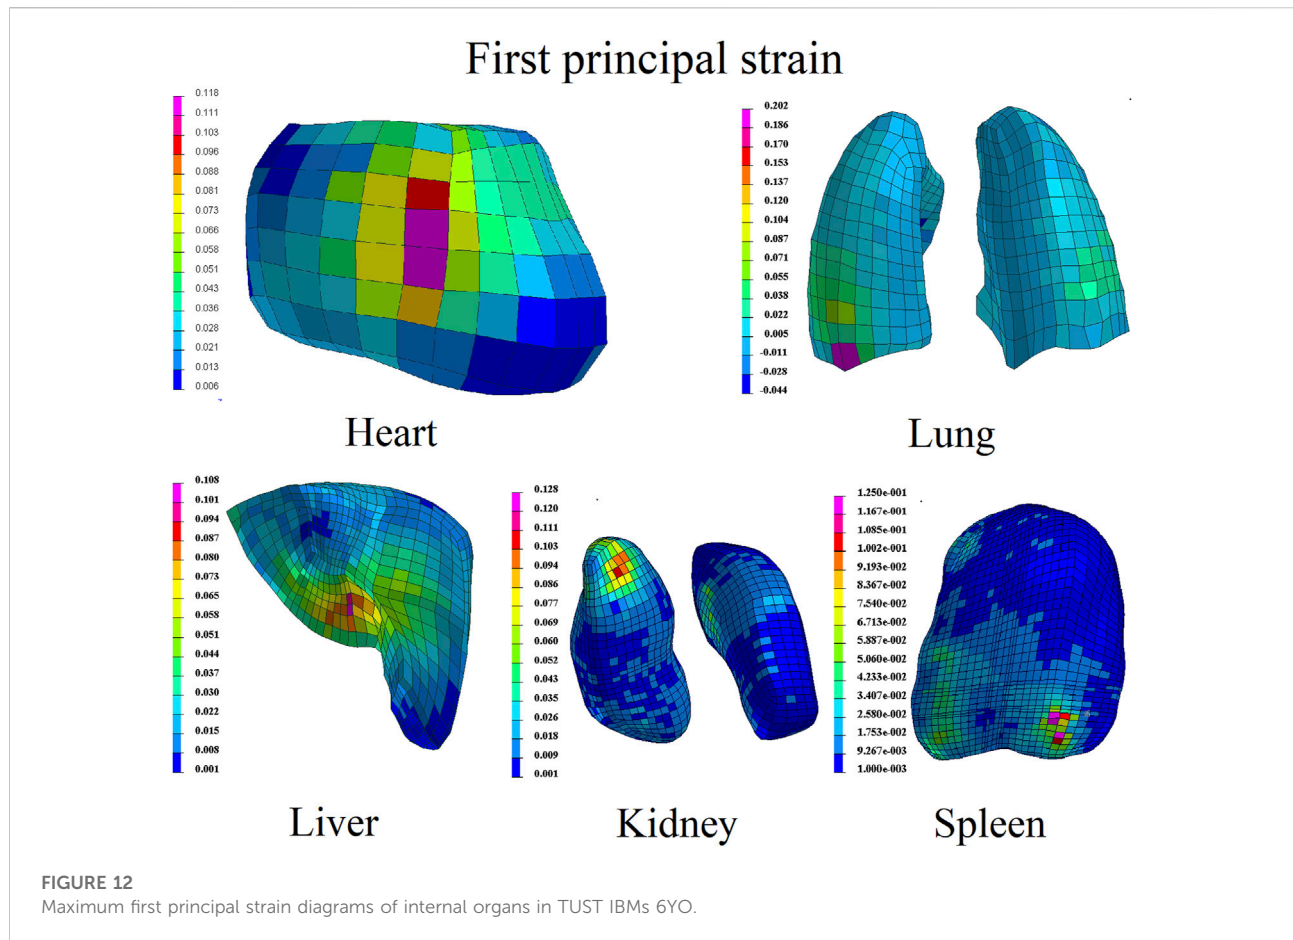 First principal strain
0.118
0.111
0.103
0.096
0.088
0.081
0.073
0.066
0.058
0.051
0.043
0.036
0.028
0.021
0.013
0.006
Heart
0.202
0.186
0.170
0.153
0.137
0.120
0.104
0.087
0.071
0.055
0.038
0.022
0.005
-0.011
-0.028
-0.044
Lung
0.108
0.101
0.094
0.087
0.080
0.073
0.065
0.058
0.051
0.044
0.037
0.030
0.022
0.015
0.008
0.001
Liver
0.128
0.120
0.111
0.103
0.094
0.086
0.077
0.069
0.060
0.052
0.043
0.035
0.026
0.018
0.009
0.001
Kidney
1.250e-001
1.167e-001
1.085e-001
1.002e-001
9.193e-002
8.367e-002
7.540e-002
6.713e-002
5.887e-002
5.060e-002
4.233e-002
3.407e-002
2.580e-002
1.753e-002
9.267e-003
1.000e-003
Spleen
FIGURE 12
Maximum first principal strain diagrams of internal organs in TUST IBMs 6YO.